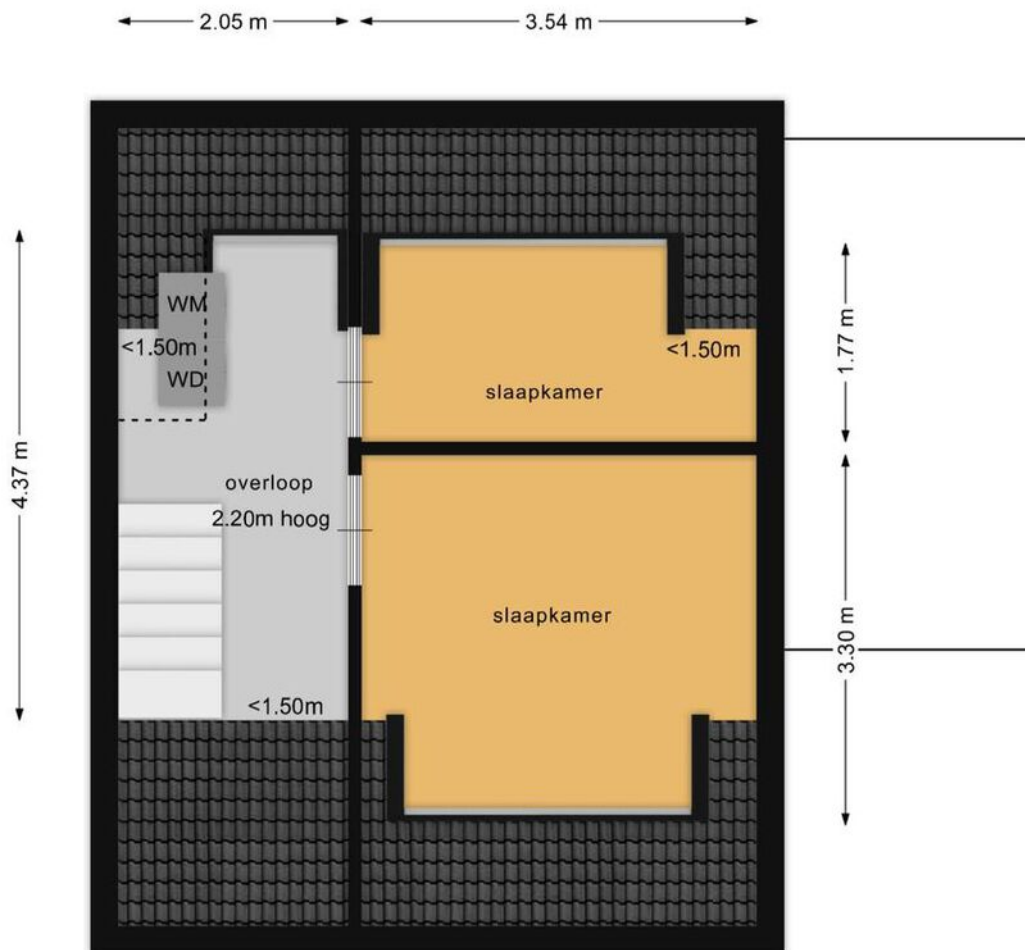 2.05 m
3.54 m
WM
<1.50m
WD
<1.50m
1.77 m
slaapkamer
4.37 m
overloop
2.20m hoog
slaapkamer
3.30 m
<1.50m